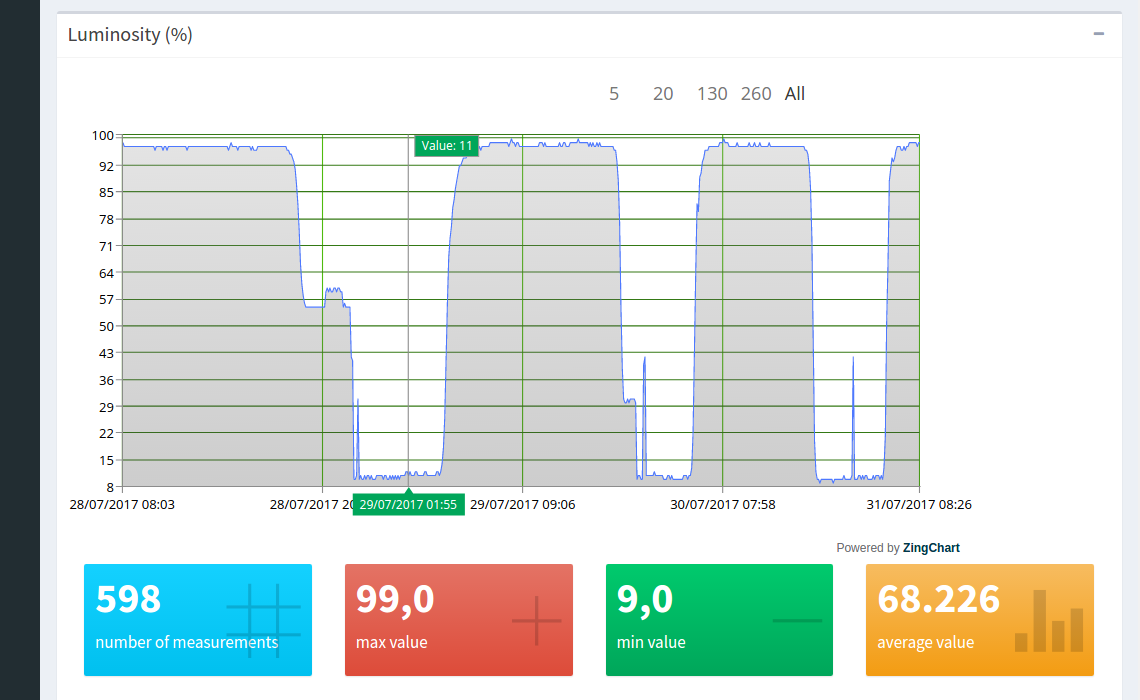 Luminosity (%)
5 20 130 260 All
100
92
85
78
71
64
57
50
43
36
29
22
15
8
Value: 11
28/07/2017 08:03 28/07/2017 20 29/07/2017 01:55 29/07/2017 09:06 30/07/2017 07:58 31/07/2017 08:26
Powered by ZingChart
598
number of measurements
99,0
max value
9,0
min value
68.226
average value